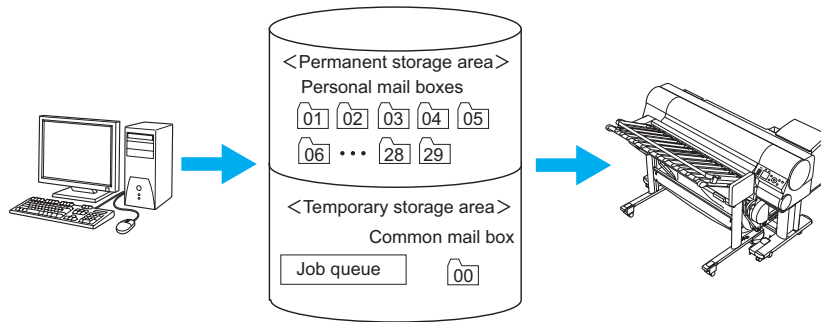 ＜Permanent storage area＞
Personal mail boxes
01 02 03 04 05
06 ··· 28 29
＜Temporary storage area＞
Common mail box
Job queue 00